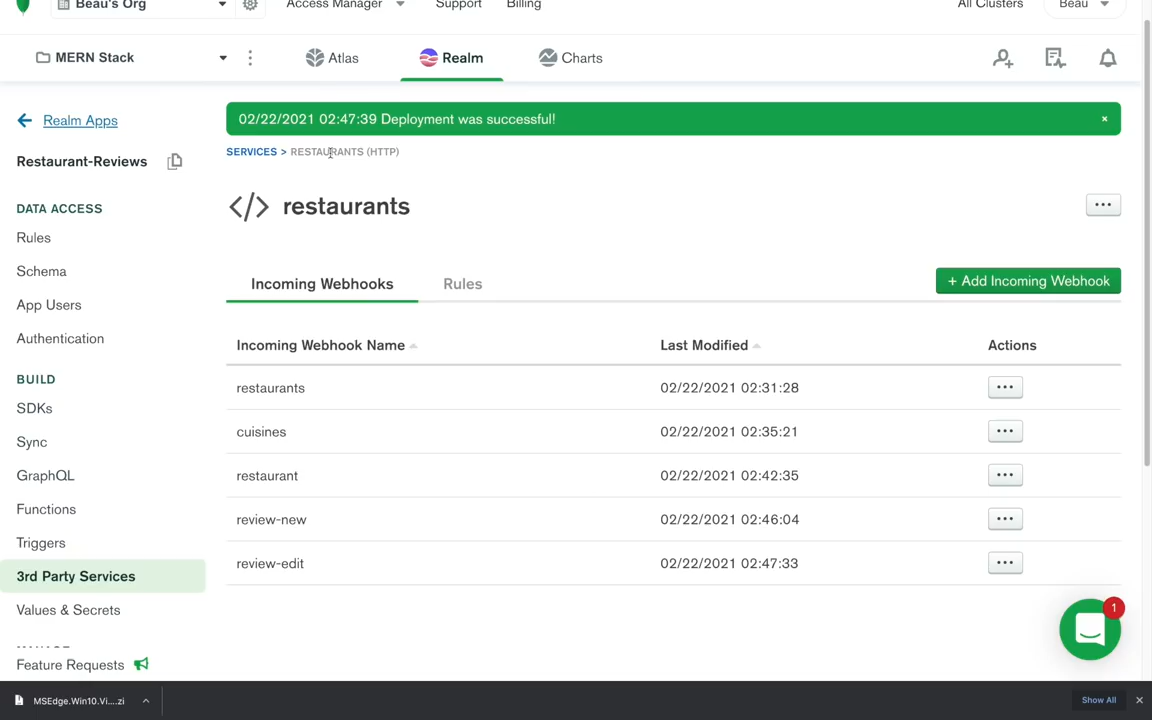 Beau's Org
Access Manager
Support
Billing
All Clusters
Beau
MERN Stack
Atlas
Realm
Charts
Realm Apps
02/22/2021 02:47:39 Deployment was successful!
×
SERVICES > RESTAURANTS (HTTP)
Restaurant-Reviews
</> restaurants
...
DATA ACCESS
Rules
Schema
App Users
Authentication
BUILD
SDKs
Sync
GraphQL
Functions
Triggers
3rd Party Services
Values & Secrets
Feature Requests
Incoming Webhooks
Rules
+ Add Incoming Webhook
Incoming Webhook Name
Last Modified
Actions
restaurants 02/22/2021 02:31:28 ...
cuisines 02/22/2021 02:35:21 ...
restaurant 02/22/2021 02:42:35 ...
review-new 02/22/2021 02:46:04 ...
review-edit 02/22/2021 02:47:33 ...
1
MSEdge.Win10.Vi....zi
Show All
×